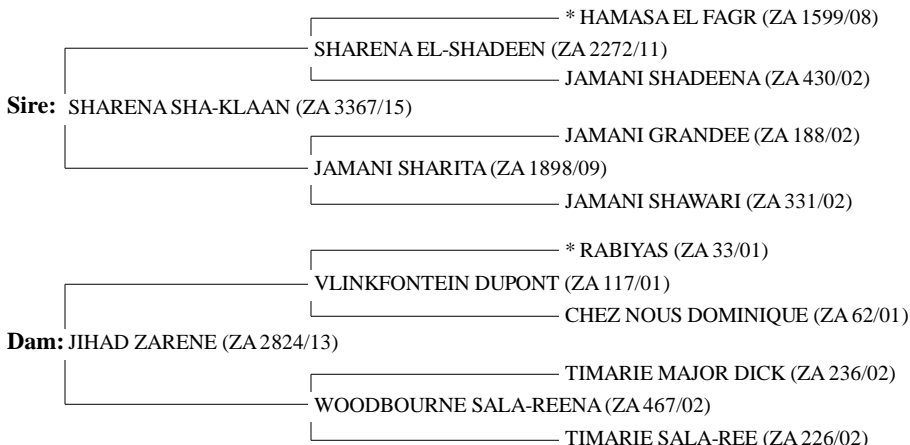 * HAMASA EL FAGR (ZA 1599/08)
SHARENA EL-SHADEEN (ZA 2272/11)
JAMANI SHADEENA (ZA 430/02)
Sire: SHARENA SHA-KLAAN (ZA 3367/15)
JAMANI GRANDEE (ZA 188/02)
JAMANI SHARITA (ZA 1898/09)
JAMANI SHAWARI (ZA 331/02)
* RABIYAS (ZA 33/01)
VLINKFONTEIN DUPONT (ZA 117/01)
CHEZ NOUS DOMINIQUE (ZA 62/01)
Dam: JIHAD ZARENE (ZA 2824/13)
TIMARIE MAJOR DICK (ZA 236/02)
WOODBOURNE SALA-REENA (ZA 467/02)
TIMARIE SALA-REE (ZA 226/02)